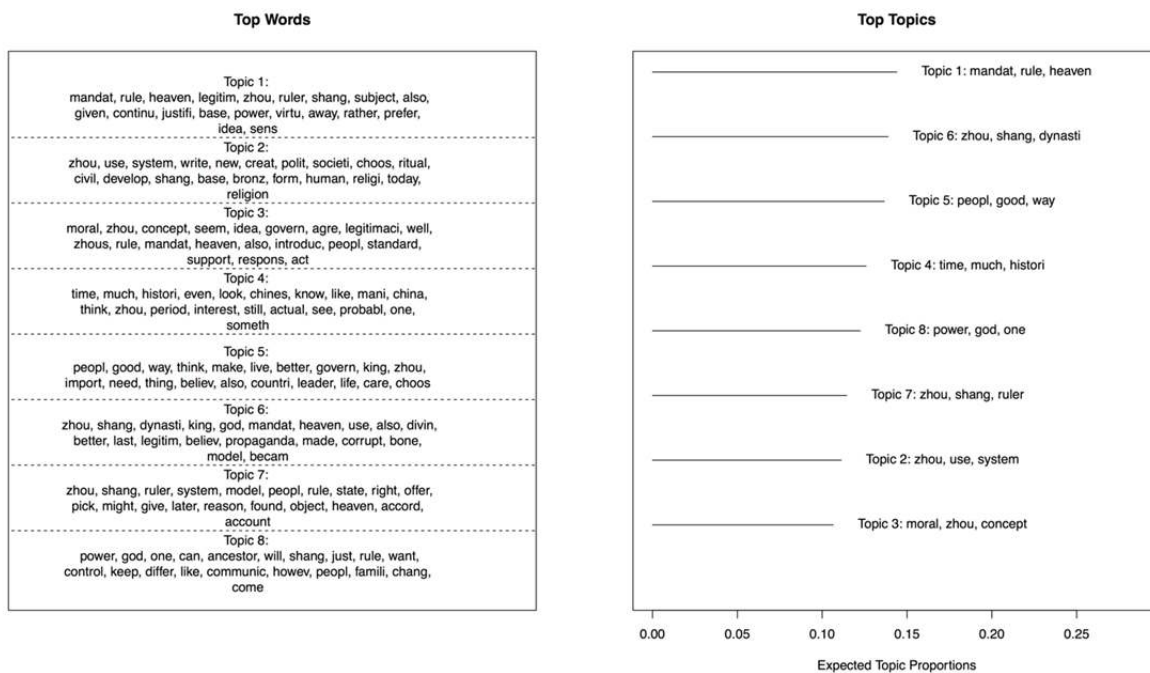 Top Words
Topic 1:
mandat, rule, heaven, legitim, zhou, ruler, shang, subject, also,
given, continu, justifi, base, power, virtu, away, rather, prefer,
idea, sens
Topic 2:
zhou, use, system, write, new, creat, polit, societi, choos, ritual,
civil, develop, shang, base, bronz, form, human, religi, today,
religion
Topic 3:
moral, zhou, concept, seem, idea, govern, agre, legitimaci, well,
zhous, rule, mandat, heaven, also, introduc, peopl, standard,
support, respons, act
Topic 4:
time, much, histori, even, look, chines, know, like, mani, china,
think, zhou, period, interest, still, actual, see, probabl, one,
someth
Topic 5:
peopl, good, way, think, make, live, better, govern, king, zhou,
import, need, thing, believ, also, countri, leader, life, care, choos
Topic 6:
zhou, shang, dynasti, king, god, mandat, heaven, use, also, divin,
better, last, legitim, believ, propaganda, made, corrupt, bone,
model, becam
Topic 7:
zhou, shang, ruler, system, model, peopl, rule, state, right, offer,
pick, might, give, later, reason, found, object, heaven, accord,
account
Topic 8:
power, god, one, can, ancestor, will, shang, just, rule, want,
control, keep, differ, like, communic, howev, peopl, famili, chang,
come
Top Topics
Topic 1: mandat, rule, heaven
Topic 6: zhou, shang, dynasti
Topic 5: peopl, good, way
Topic 4: time, much, histori
Topic 8: power, god, one
Topic 7: zhou, shang, ruler
Topic 2: zhou, use, system
Topic 3: moral, zhou, concept
0.00 0.05 0.10 0.15 0.20 0.25
Expected Topic Proportions